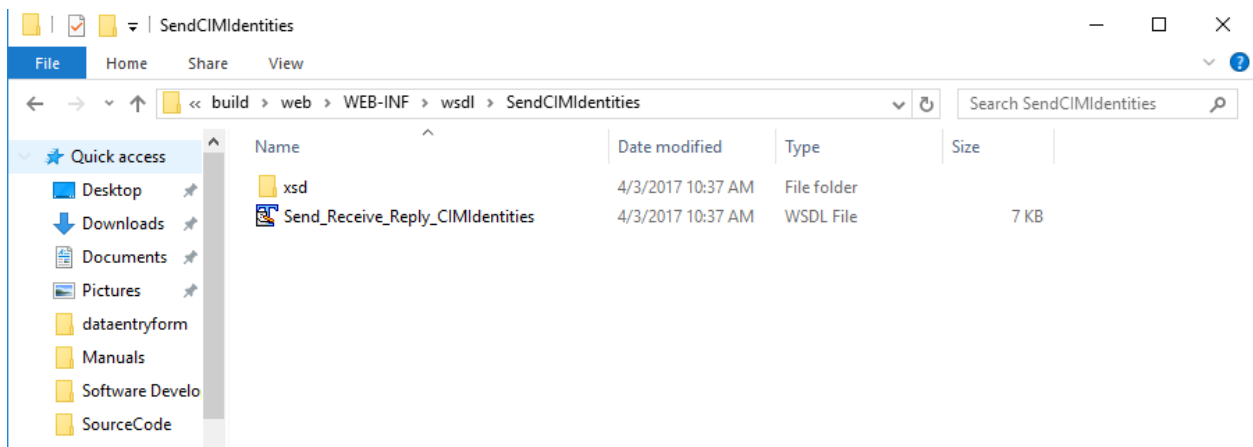 SendCIMIdentities
File Home Share View
« build > web > WEB-INF > wsdl > SendCIMIdentities Search SendCIMIdentities
Quick access Name Date modified Type Size
Desktop xsd 4/3/2017 10:37 AM File folder
Downloads Send_Receive_Reply_CIMIdentities 4/3/2017 10:37 AM WSDL File 7 KB
Documents
Pictures
dataentryform
Manuals
Software Develo
SourceCode